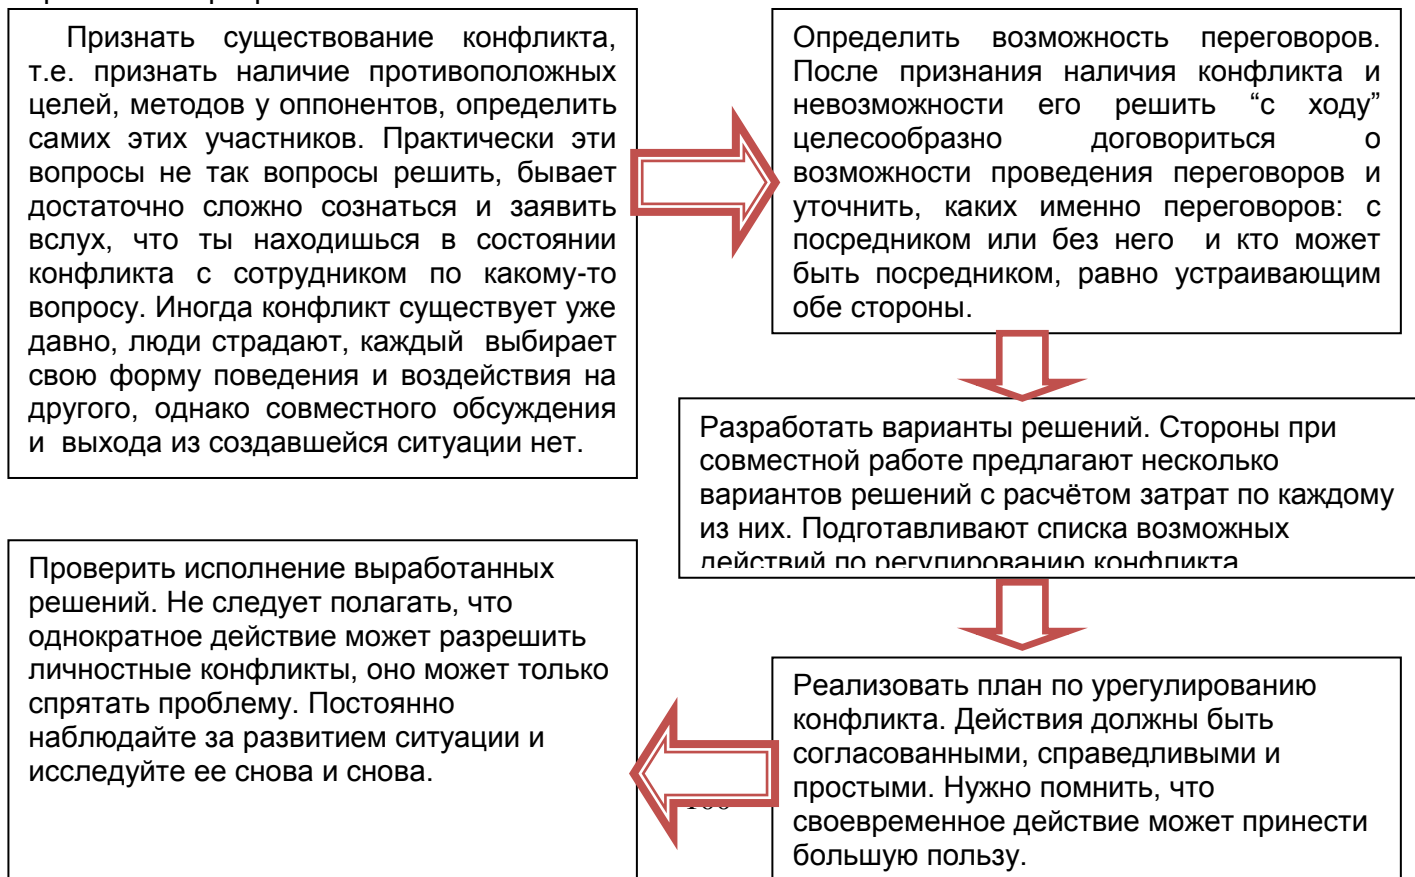 Признать существование конфликта,
т.е. признать наличие противоположных
целей, методов у оппонентов, определить
самих этих участников. Практически эти
вопросы не так вопросы решить, бывает
достаточно сложно сознаться и заявить
вслух, что ты находишься в состоянии
конфликта с сотрудником по какому-то
вопросу. Иногда конфликт существует уже
давно, люди страдают, каждый выбирает
свою форму поведения и воздействия на
другого, однако совместного обсуждения
и выхода из создавшейся ситуации нет.
Определить возможность переговоров.
После признания наличия конфликта и
невозможности его решить “с ходу”
целесообразно договориться о
возможности проведения переговоров и
уточнить, каких именно переговоров: с
посредником или без него и кто может
быть посредником, равно устраивающим
обе стороны.
Разработать варианты решений. Стороны при
совместной работе предлагают несколько
вариантов решений с расчётом затрат по каждому
из них. Подготавливают списка возможных
действий по регулированию конфликта
Реализовать план по урегулированию
конфликта. Действия должны быть
согласованными, справедливыми и
простыми. Нужно помнить, что
своевременное действие может принести
большую пользу.
Проверить исполнение выработанных
решений. Не следует полагать, что
однократное действие может разрешить
личностные конфликты, оно может только
спрятать проблему. Постоянно
наблюдайте за развитием ситуации и
исследуйте ее снова и снова.